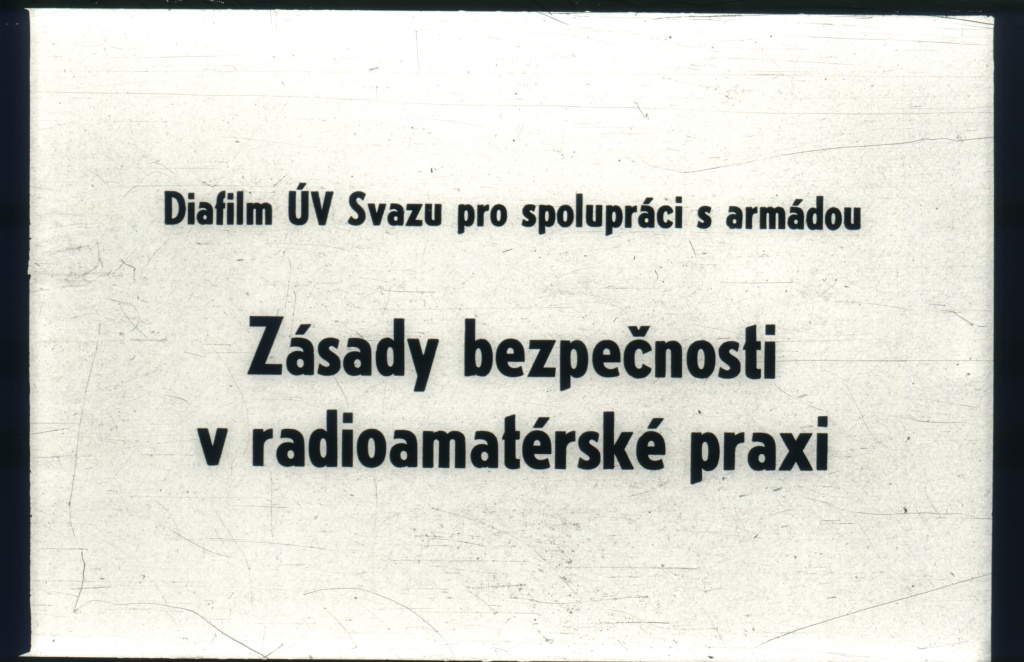 Diafilm ÚV Svazu pro spolupráci s armádou
Zásady bezpečnosti
v radioamatérské praxi